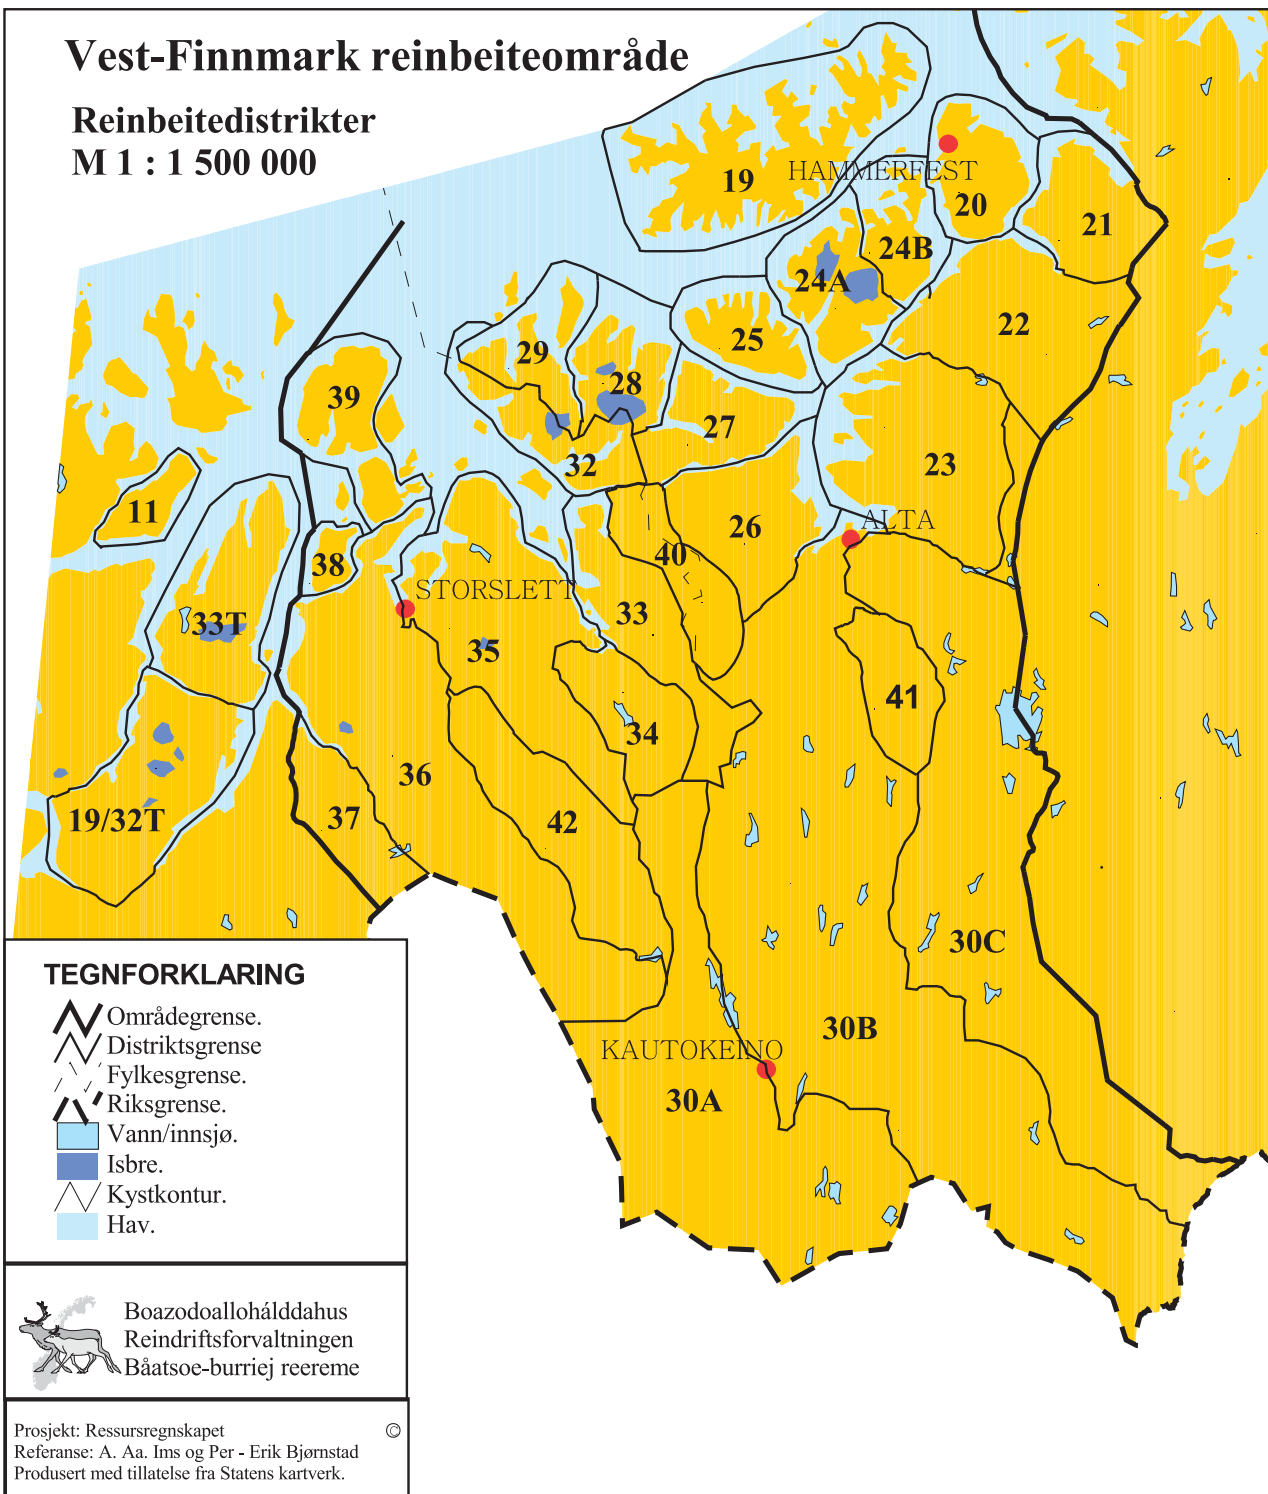 Vest-Finnmark reinbeiteområde
Reinbeitedistrikter
M 1 : 1 500 000
19
HAMMERFEST
20
21
24B
24A
22
25
29
28
39
27
32
23
11
26
ALTA
40
38
STORSLETT
33
33T
35
41
34
36
37
19/32T
42
30C
30B
KAUTOKEINO
30A
TEGNFORKLARING
Områdegrense.
Distriktsgrense
Fylkesgrense.
Riksgrense.
Vann/innsjø.
Isbre.
Kystkontur.
Hav.
Boazodoallohálddahus
Reindriftsforvaltningen
Båatsoe-burriej reereme
Prosjekt: Ressursregnskapet ©
Referanse: A. Aa. Ims og Per - Erik Bjørnstad
Produsert med tillatelse fra Statens kartverk.